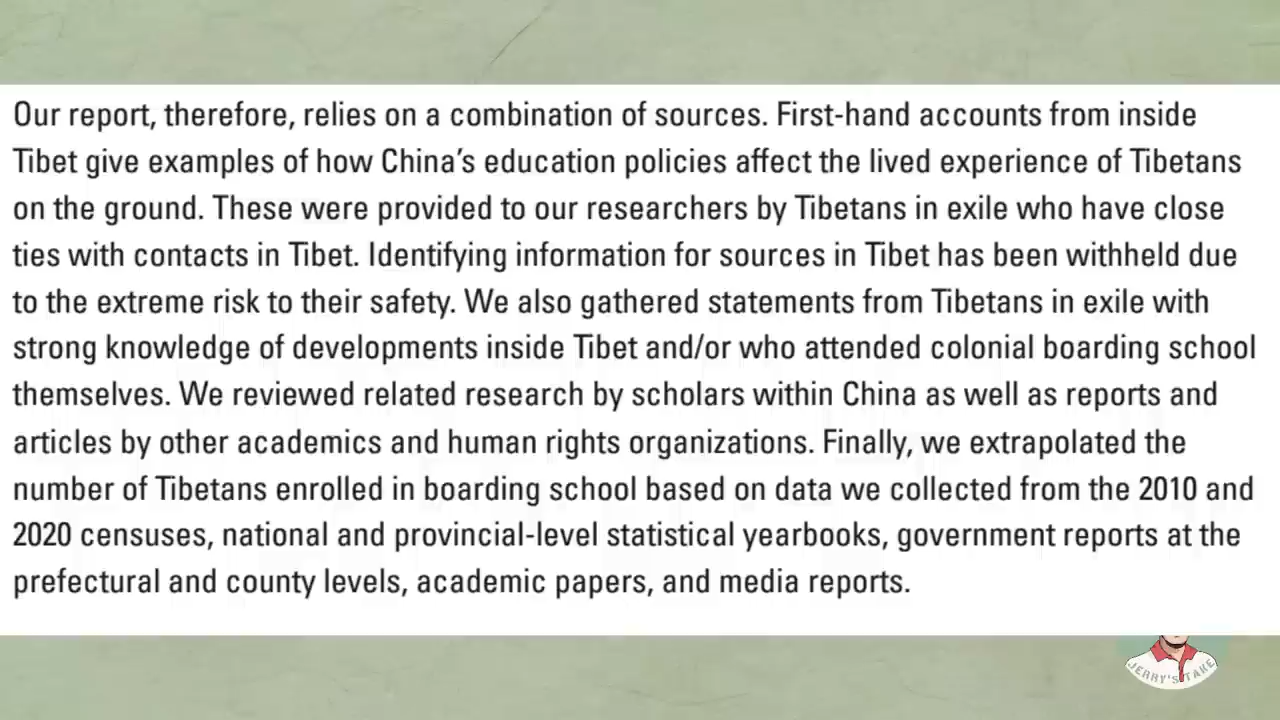 Our report, therefore, relies on a combination of sources. First-hand accounts from inside
Tibet give examples of how China's education policies affect the lived experience of Tibetans
on the ground. These were provided to our researchers by Tibetans in exile who have close
ties with contacts in Tibet. Identifying information for sources in Tibet has been withheld due
to the extreme risk to their safety. We also gathered statements from Tibetans in exile with
strong knowledge of developments inside Tibet and/or who attended colonial boarding school
themselves. We reviewed related research by scholars within China as well as reports and
articles by other academics and human rights organizations. Finally, we extrapolated the
number of Tibetans enrolled in boarding school based on data we collected from the 2010 and
2020 censuses, national and provincial-level statistical yearbooks, government reports at the
prefectural and county levels, academic papers, and media reports.
JERRY'S TAKE